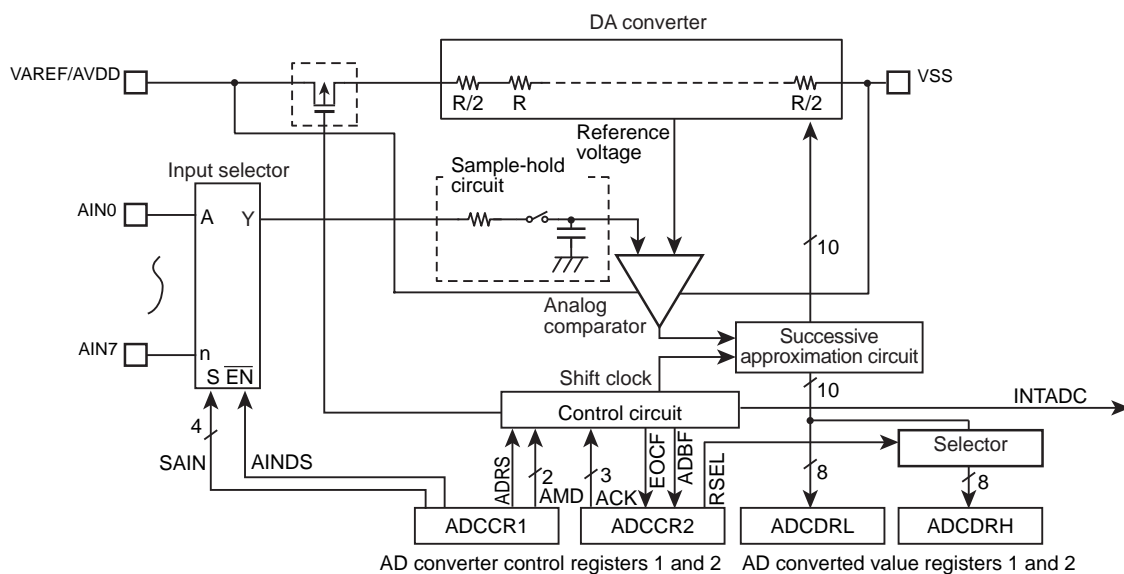 DA converter
VAREF/AVDD
VSS
R/2
R
R/2
Reference
voltage
Sample-hold
circuit
Input selector
AIN0
A
Y
10
Analog
comparator
AIN7
n
S
EN
Successive
approximation circuit
Shift clock
10
INTADC
Control circuit
4
SAIN
AINDS
ADRS
2
AMD
3
ACK
EOCF
ADBF
RSEL
Selector
8
8
ADCCR1
ADCCR2
ADCDRL
ADCDRH
AD converter control registers 1 and 2
AD converted value registers 1 and 2